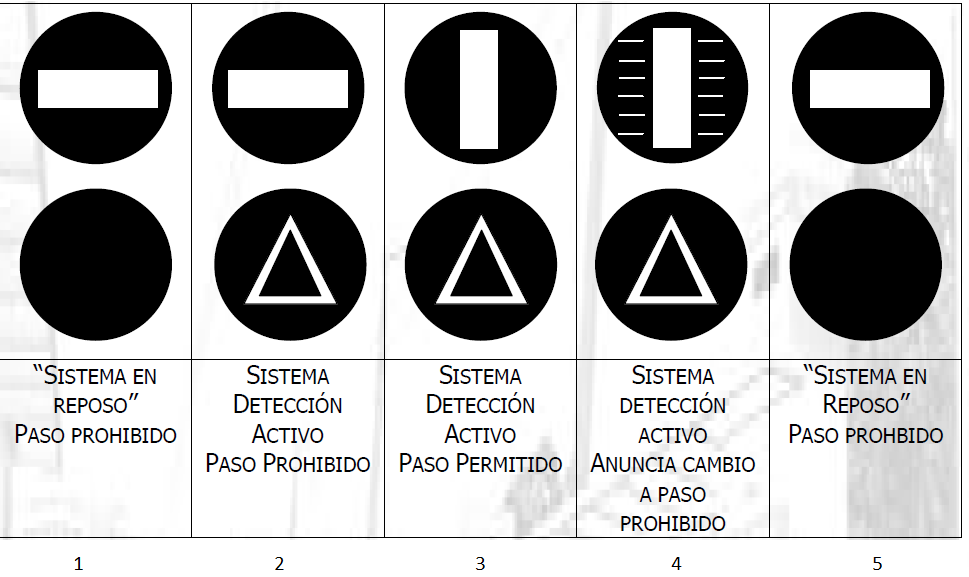 “SISTEMA EN
REPOSO”
PASO PROHIBIDO
SISTEMA
DETECCIÓN
ACTIVO
PASO PROHIBIDO
SISTEMA
DETECCIÓN
ACTIVO
PASO PERMITIDO
SISTEMA
DETECCIÓN
ACTIVO
ANUNCIA CAMBIO
A PASO
PROHIBIDO
“SISTEMA EN
REPOSO”
PASO PROHBIDO
1 2 3 4 5